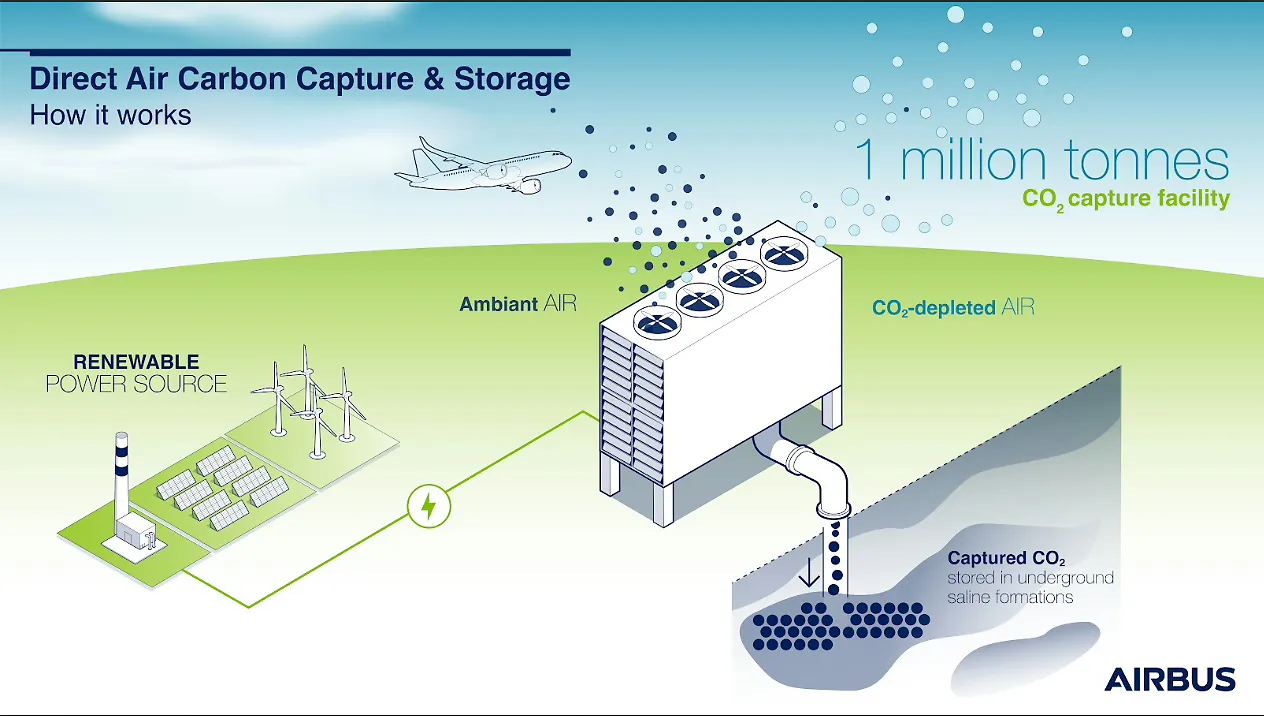 Direct Air Carbon Capture & Storage
How it works
1 million tonnes
CO₂ capture facility
Ambiant AIR
CO₂-depleted AIR
RENEWABLE
POWER SOURCE
Captured CO₂
stored in underground
saline formations
AIRBUS